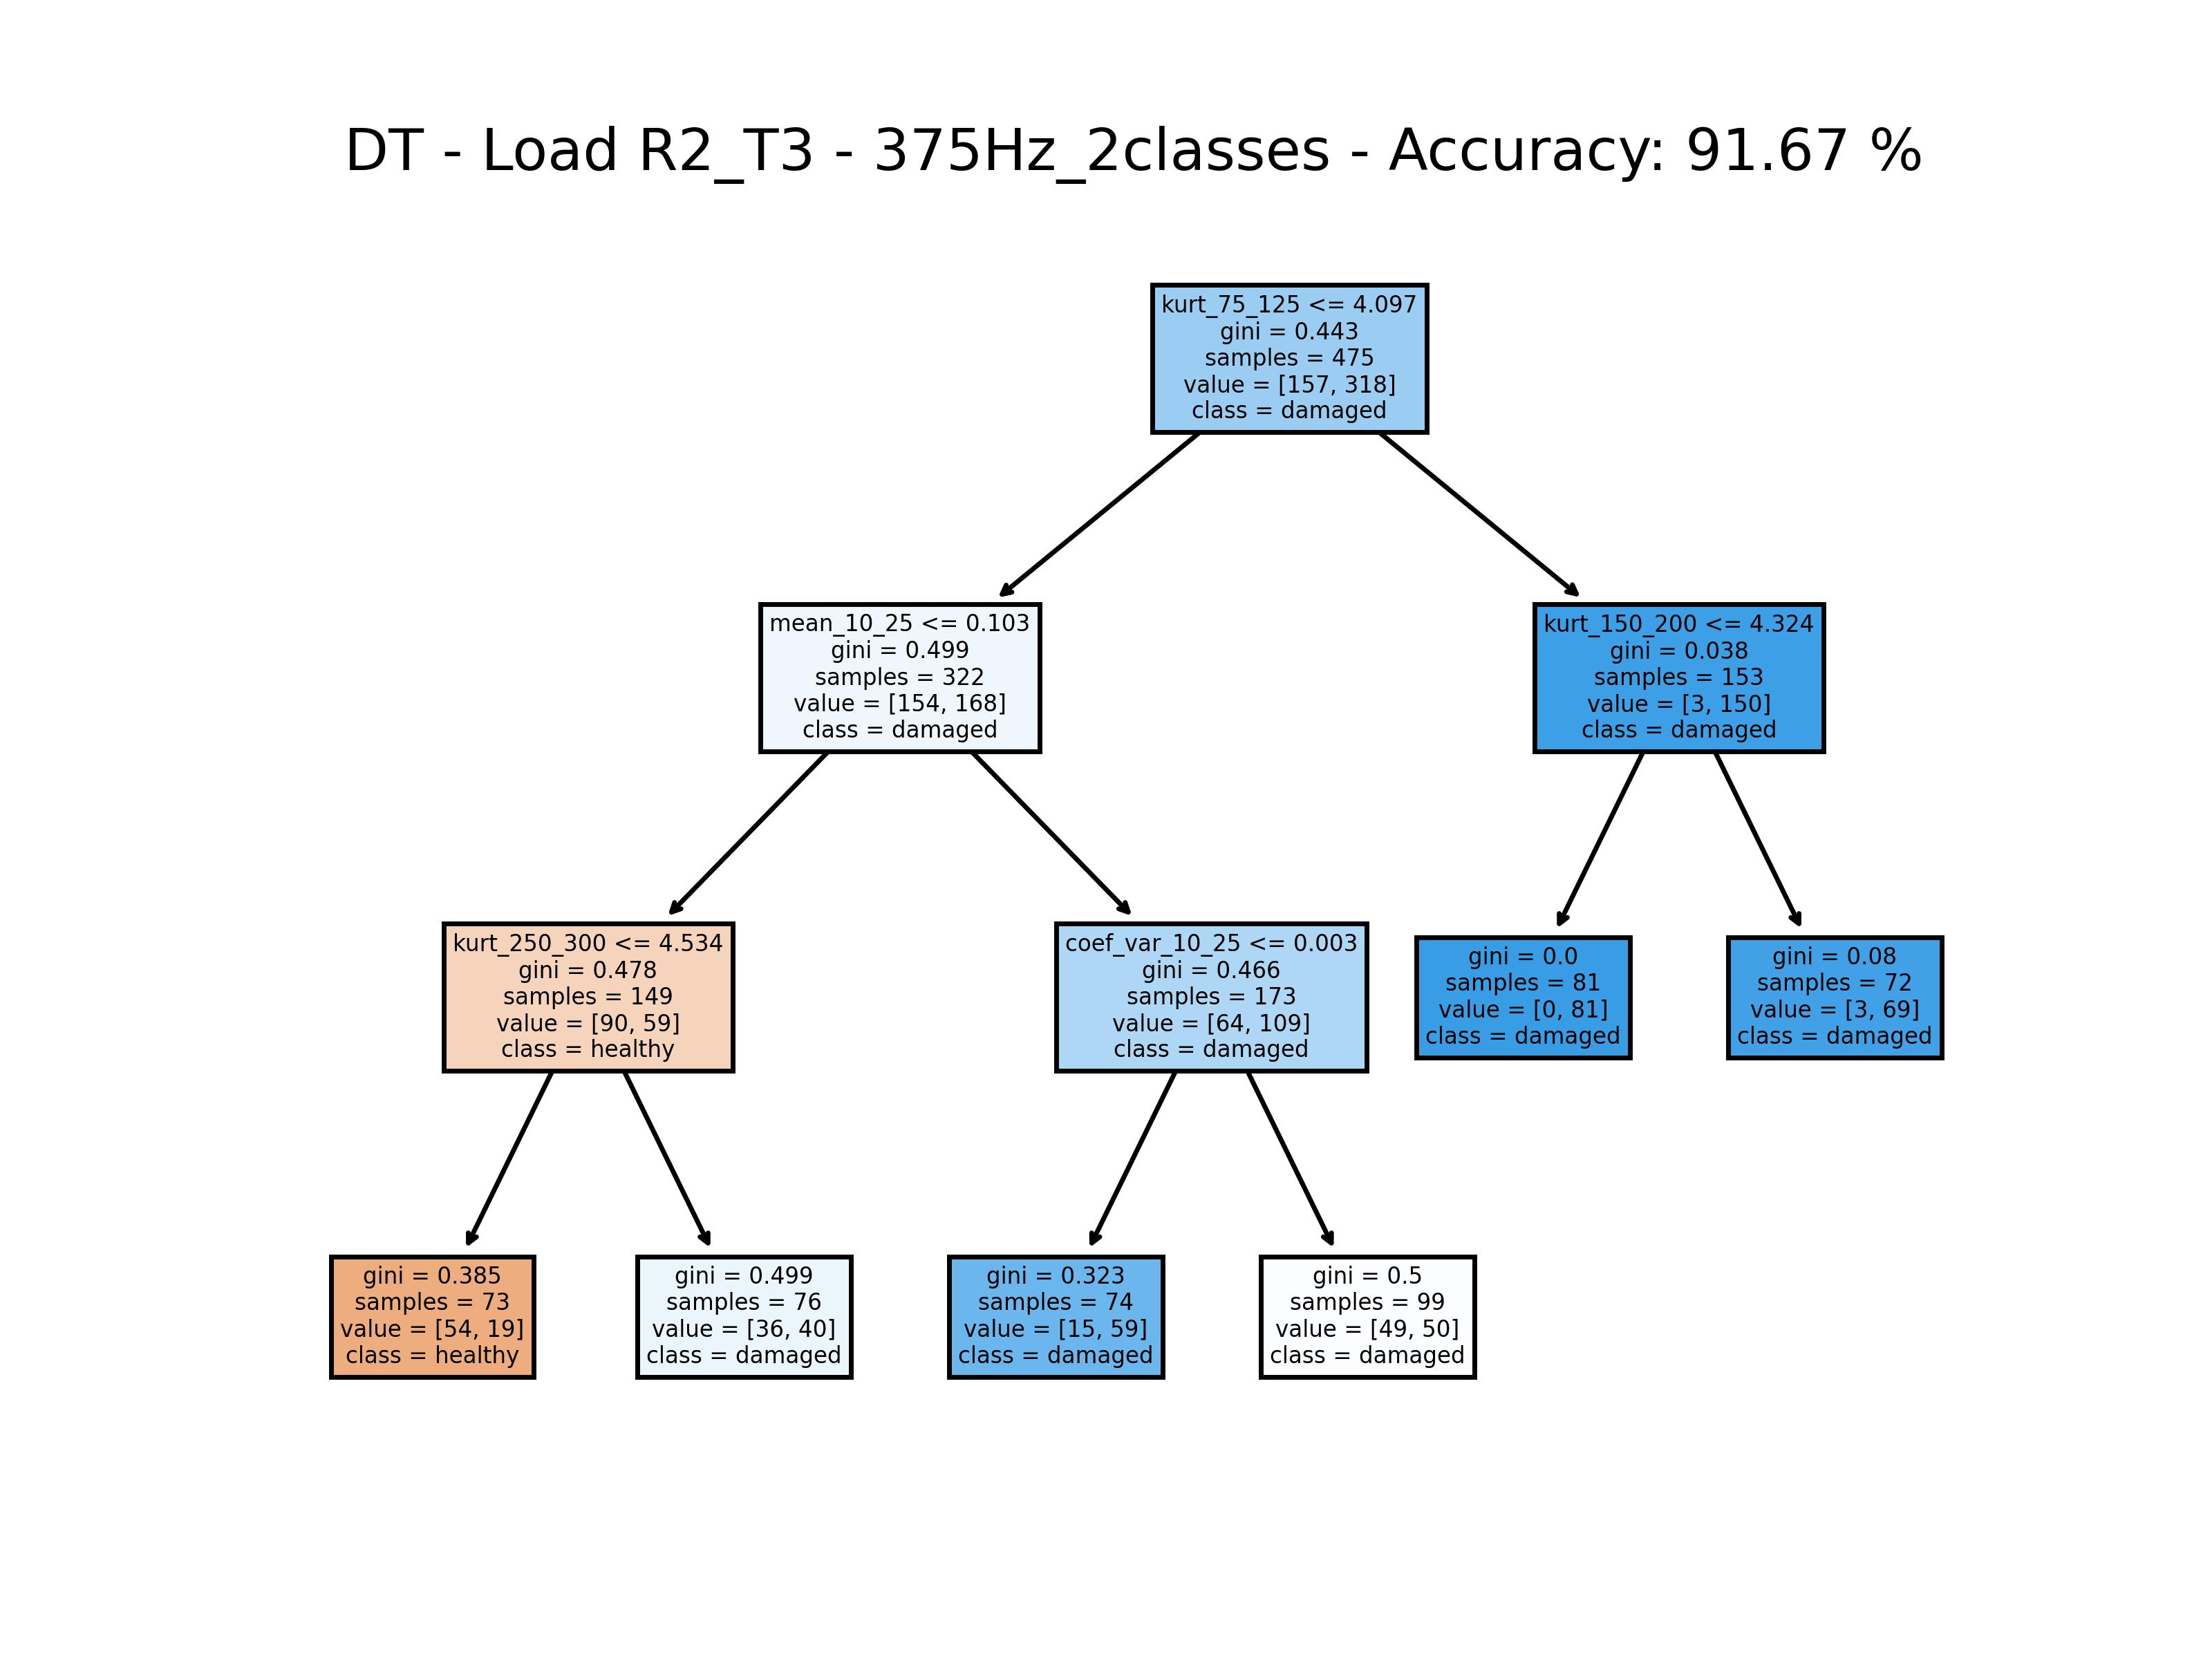 DT - Load R2_T3 - 375Hz_2classes - Accuracy: 91.67 %
kurt_75_125 <= 4.097
gini = 0.443
samples = 475
value = [157, 318]
class = damaged
mean_10_25 <= 0.103
gini = 0.499
samples = 322
value = [154, 168]
class = damaged
kurt_150_200 <= 4.324
gini = 0.038
samples = 153
value = [3, 150]
class = damaged
kurt_250_300 <= 4.534
gini = 0.478
samples = 149
value = [90, 59]
class = healthy
coef_var_10_25 <= 0.003
gini = 0.466
samples = 173
value = [64, 109]
class = damaged
gini = 0.0
samples = 81
value = [0, 81]
class = damaged
gini = 0.08
samples = 72
value = [3, 69]
class = damaged
gini = 0.385
samples = 73
value = [54, 19]
class = healthy
gini = 0.499
samples = 76
value = [36, 40]
class = damaged
gini = 0.323
samples = 74
value = [15, 59]
class = damaged
gini = 0.5
samples = 99
value = [49, 50]
class = damaged